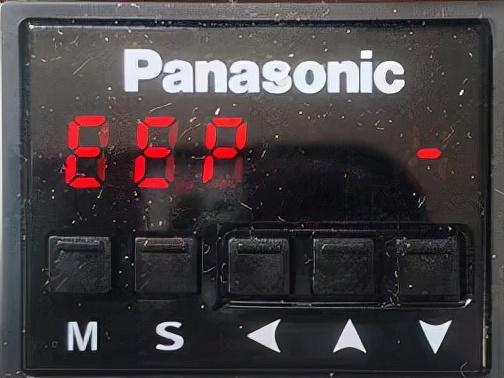 Panasonic
EEP -
M S ◀ ▲ ▼